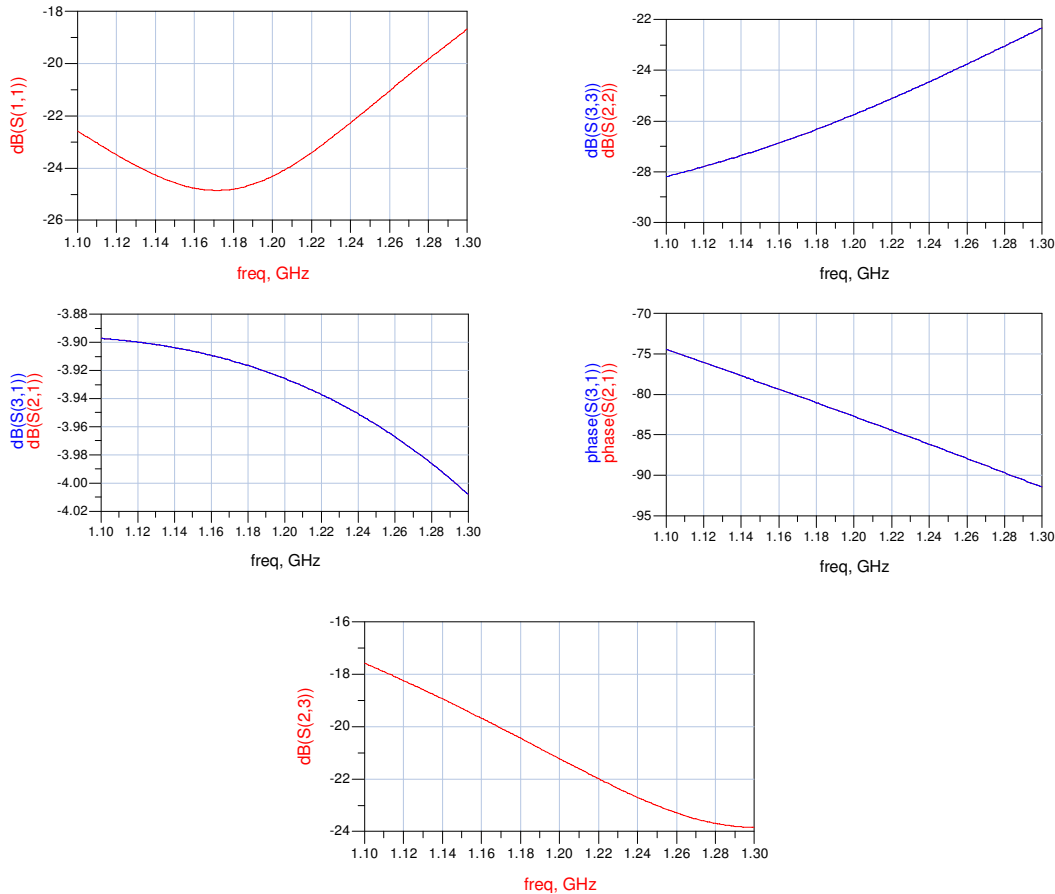 dB(S(1,1))
-18
-20
-22
-24
-26
1.10 1.12 1.14 1.16 1.18 1.20 1.22 1.24 1.26 1.28 1.30
freq, GHz
dB(S(3,3))
dB(S(2,2))
-22
-24
-26
-28
-30
1.10 1.12 1.14 1.16 1.18 1.20 1.22 1.24 1.26 1.28 1.30
freq, GHz
dB(S(3,1))
dB(S(2,1))
-3.88
-3.90
-3.92
-3.94
-3.96
-3.98
-4.00
-4.02
1.10 1.12 1.14 1.16 1.18 1.20 1.22 1.24 1.26 1.28 1.30
freq, GHz
phase(S(3,1))
phase(S(2,1))
-70
-75
-80
-85
-90
-95
1.10 1.12 1.14 1.16 1.18 1.20 1.22 1.24 1.26 1.28 1.30
freq, GHz
dB(S(2,3))
-16
-18
-20
-22
-24
1.10 1.12 1.14 1.16 1.18 1.20 1.22 1.24 1.26 1.28 1.30
freq, GHz